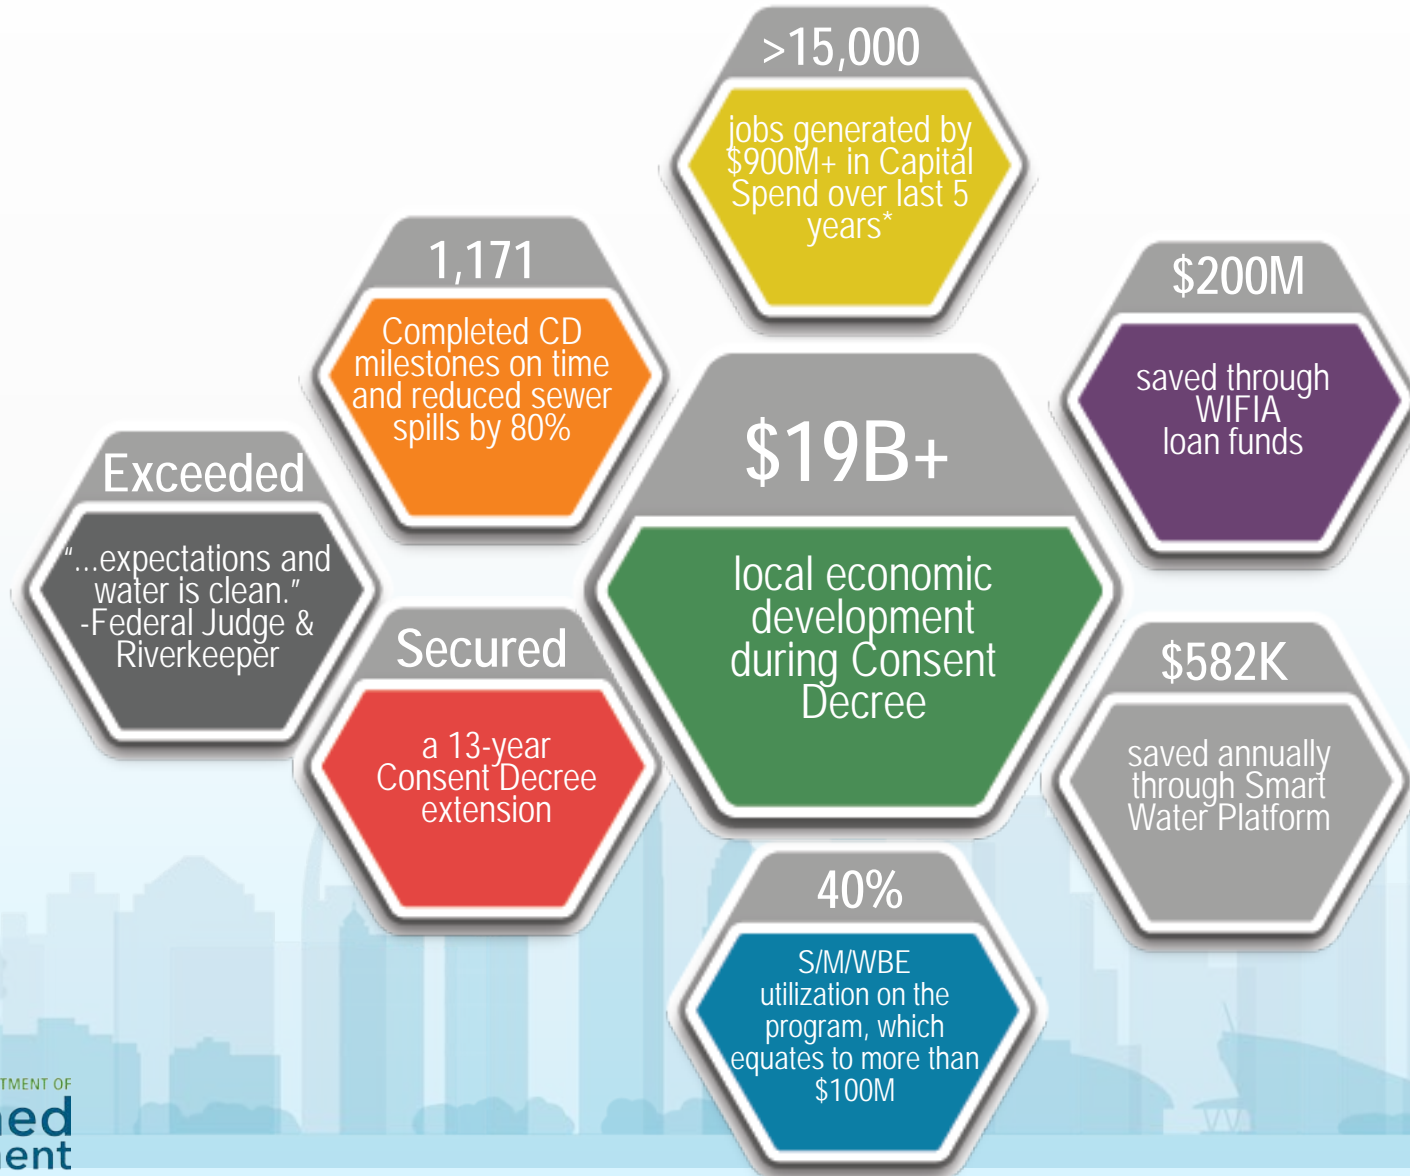 >15,000
jobs generated by
$900M+ in Capital
Spend over last 5
years*
1,171
Completed CD
milestones on time
and reduced sewer
spills by 80%
$200M
saved through
WIFIA
loan funds
Exceeded
"...expectations and
water is clean."
-Federal Judge &
Riverkeeper
$19B+
local economic
development
during Consent
Decree
Secured
a 13-year
Consent Decree
extension
$582K
saved annually
through Smart
Water Platform
40%
S/M/WBE
utilization on the
program, which
equates to more than
$100M
TMENT OF
ed
ent